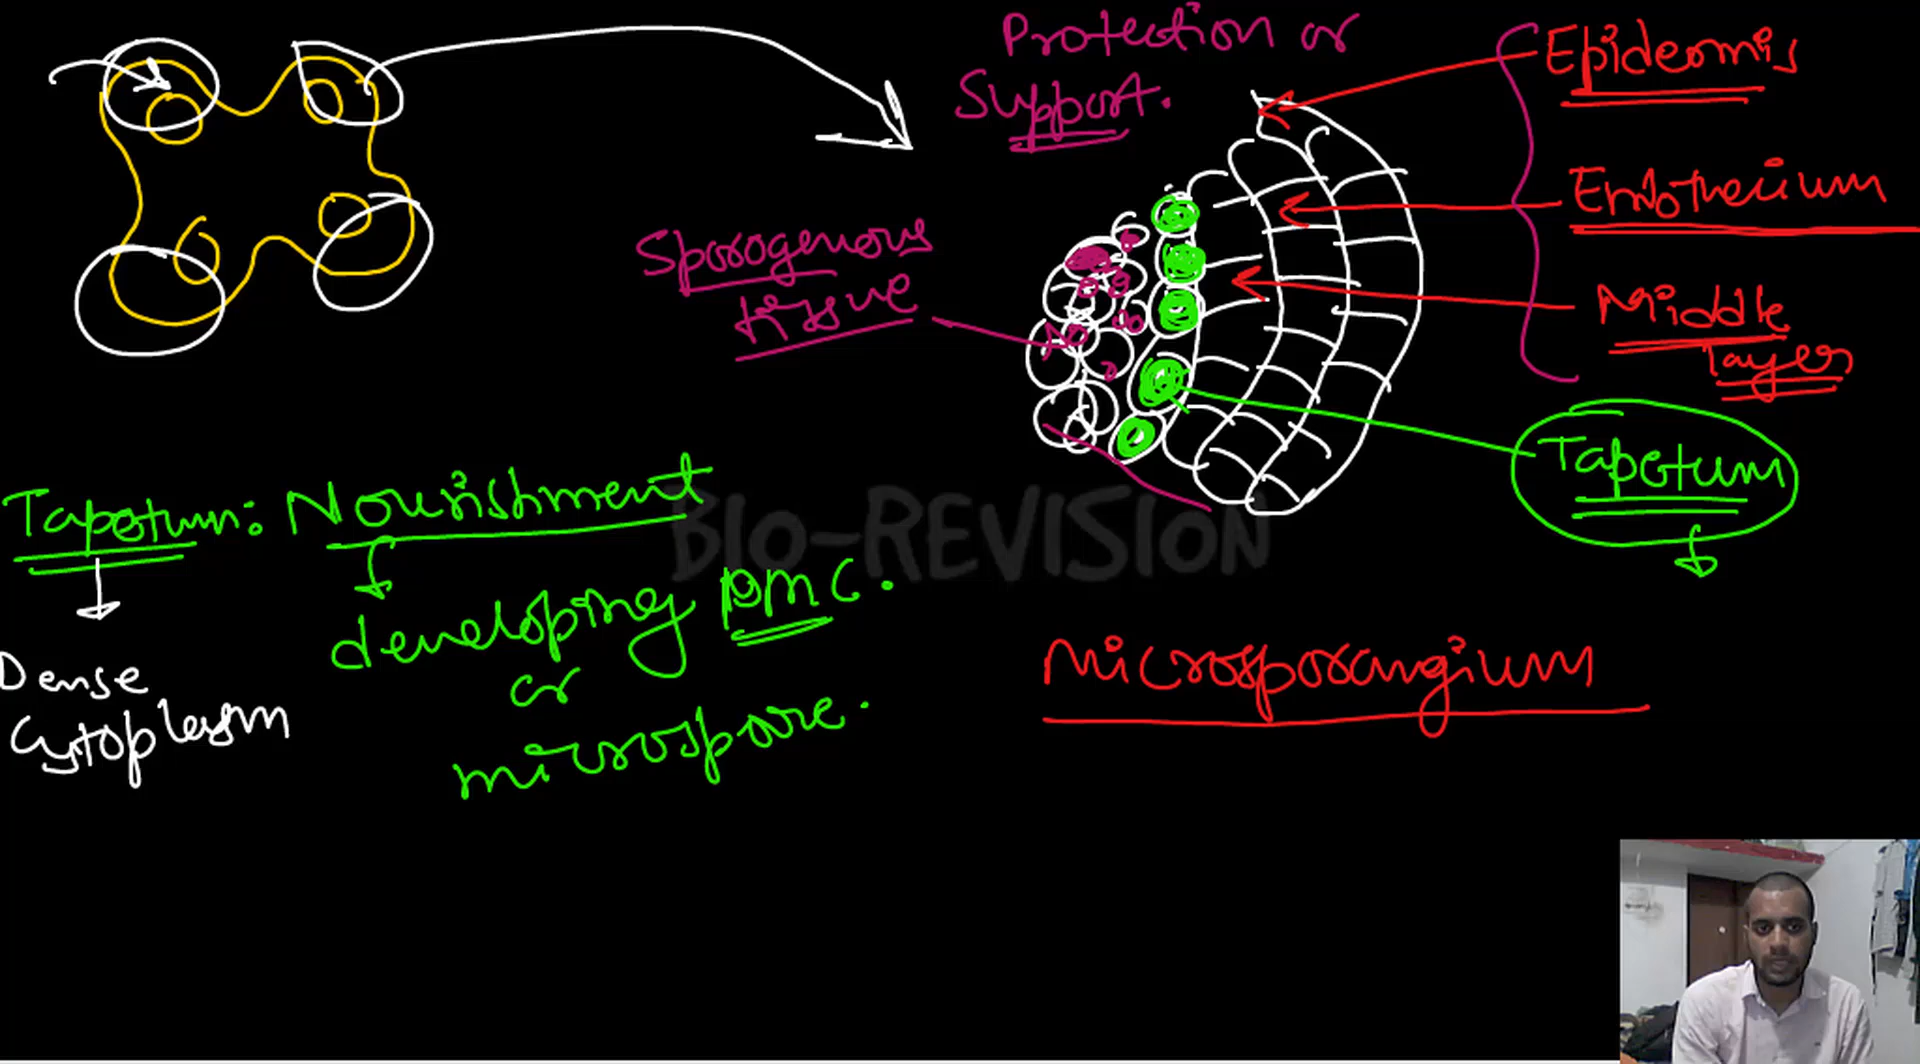 Protection or
Support.
Epidermis
Endothecium
Middle
layer
Sporogenous
tissue
Tapetum
Tapetum: Nourishment
developing PMC.
or
microspore.
Dense
Cytoplasm
BIO-REVISION
Microsporangium